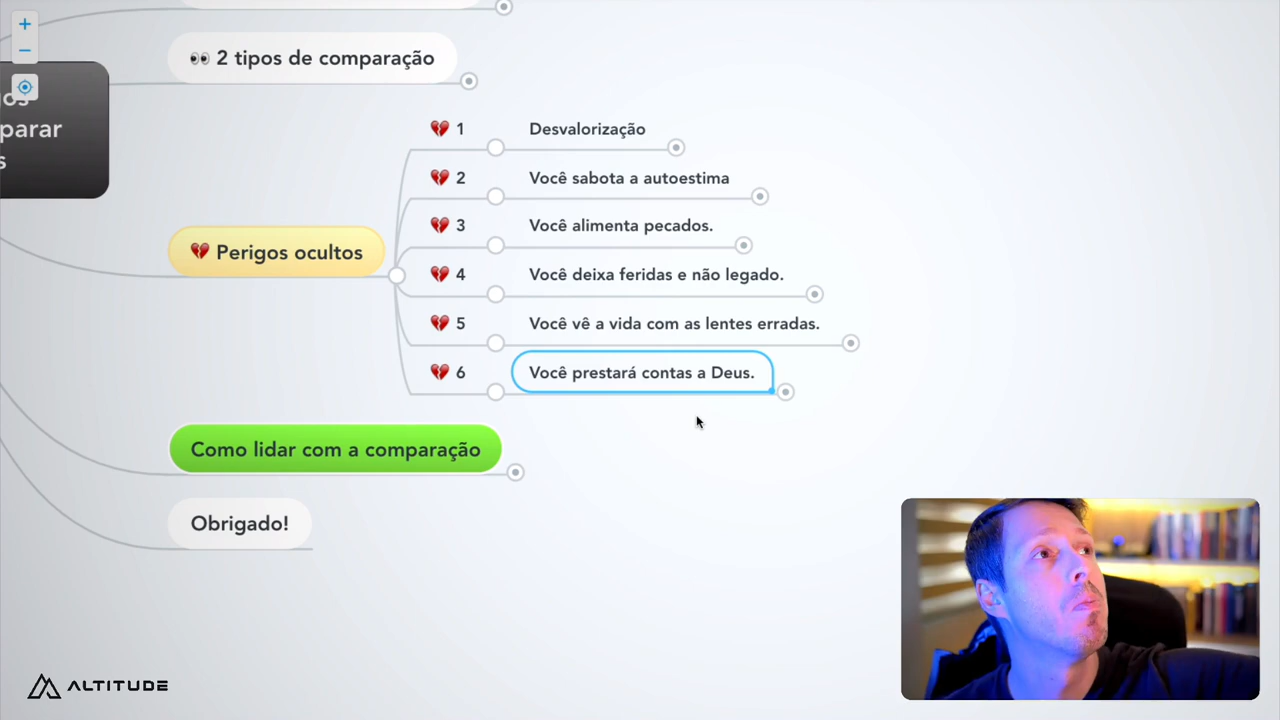 2 tipos de comparação
parar
1 Desvalorização
2 Você sabota a autoestima
3 Você alimenta pecados.
Perigos ocultos
4 Você deixa feridas e não legado.
5 Você vê a vida com as lentes erradas.
6 Você prestará contas a Deus.
Como lidar com a comparação
Obrigado!
ALTITUDE